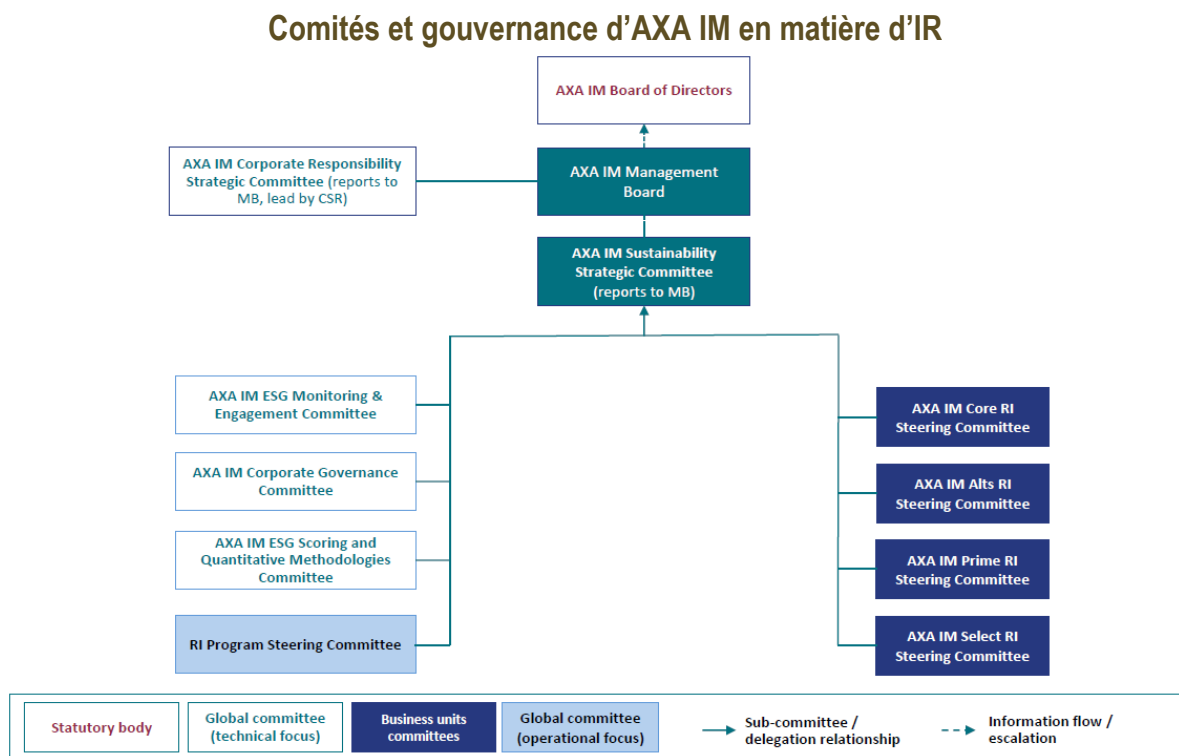 Comités et gouvernance d’AXA IM en matière d’IR
AXA IM Board of Directors
AXA IM Corporate Responsibility
Strategic Committee (reports to
MB, lead by CSR)
AXA IM Management
Board
AXA IM Sustainability
Strategic Committee
(reports to MB)
AXA IM ESG Monitoring &
Engagement Committee
AXA IM Corporate Governance
Committee
AXA IM ESG Scoring and
Quantitative Methodologies
Committee
RI Program Steering Committee
AXA IM Core RI
Steering Committee
AXA IM Alts RI
Steering Committee
AXA IM Prime RI
Steering Committee
AXA IM Select RI
Steering Committee
Statutory body
Global committee
(technical focus)
Business units
committees
Global committee
(operational focus)
Sub-committee /
delegation relationship
Information flow /
escalation